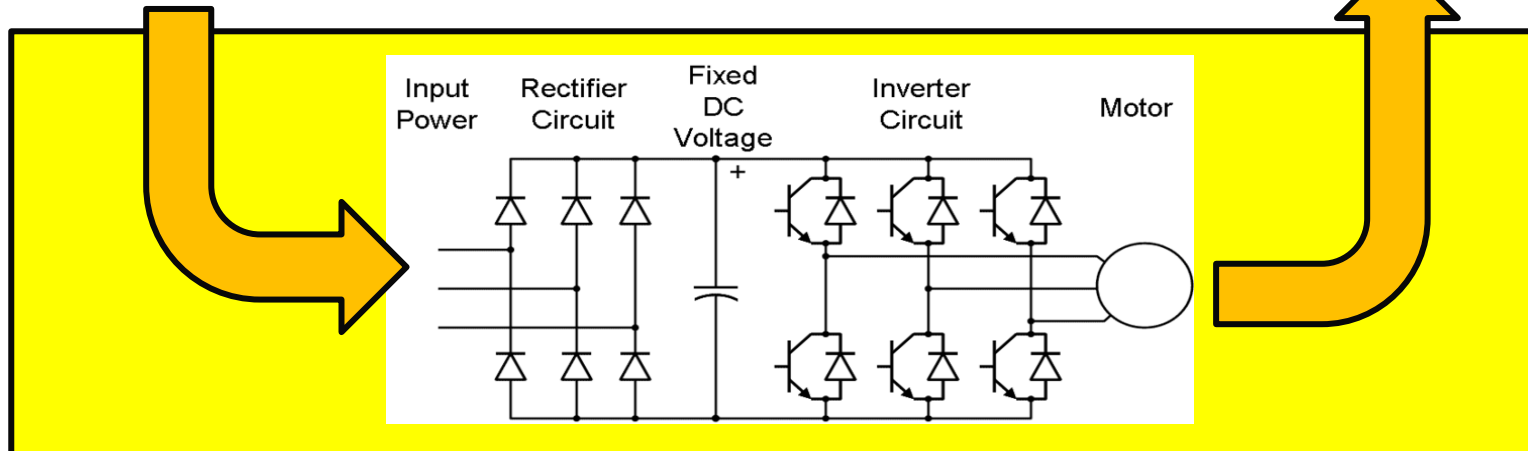 Input
Power
Rectifier
Circuit
Fixed
DC
Voltage
+
Inverter
Circuit
Motor